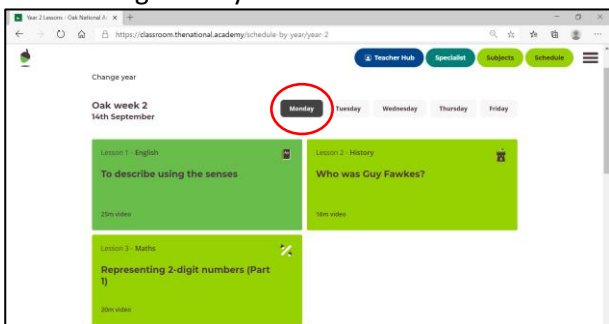 Year 2 Lessons - Oak National A
https://classroom.thenational.academy/schedule-by-year/year-2
Teacher Hub
Specialist
Subjects
Schedule
Change year
Oak week 2
14th September
Monday
Tuesday
Wednesday
Thursday
Friday
Lesson 1 - English
To describe using the senses
25m video
Lesson 2 - History
Who was Guy Fawkes?
16m video
Lesson 3 - Maths
Representing 2-digit numbers (Part
1)
20m video